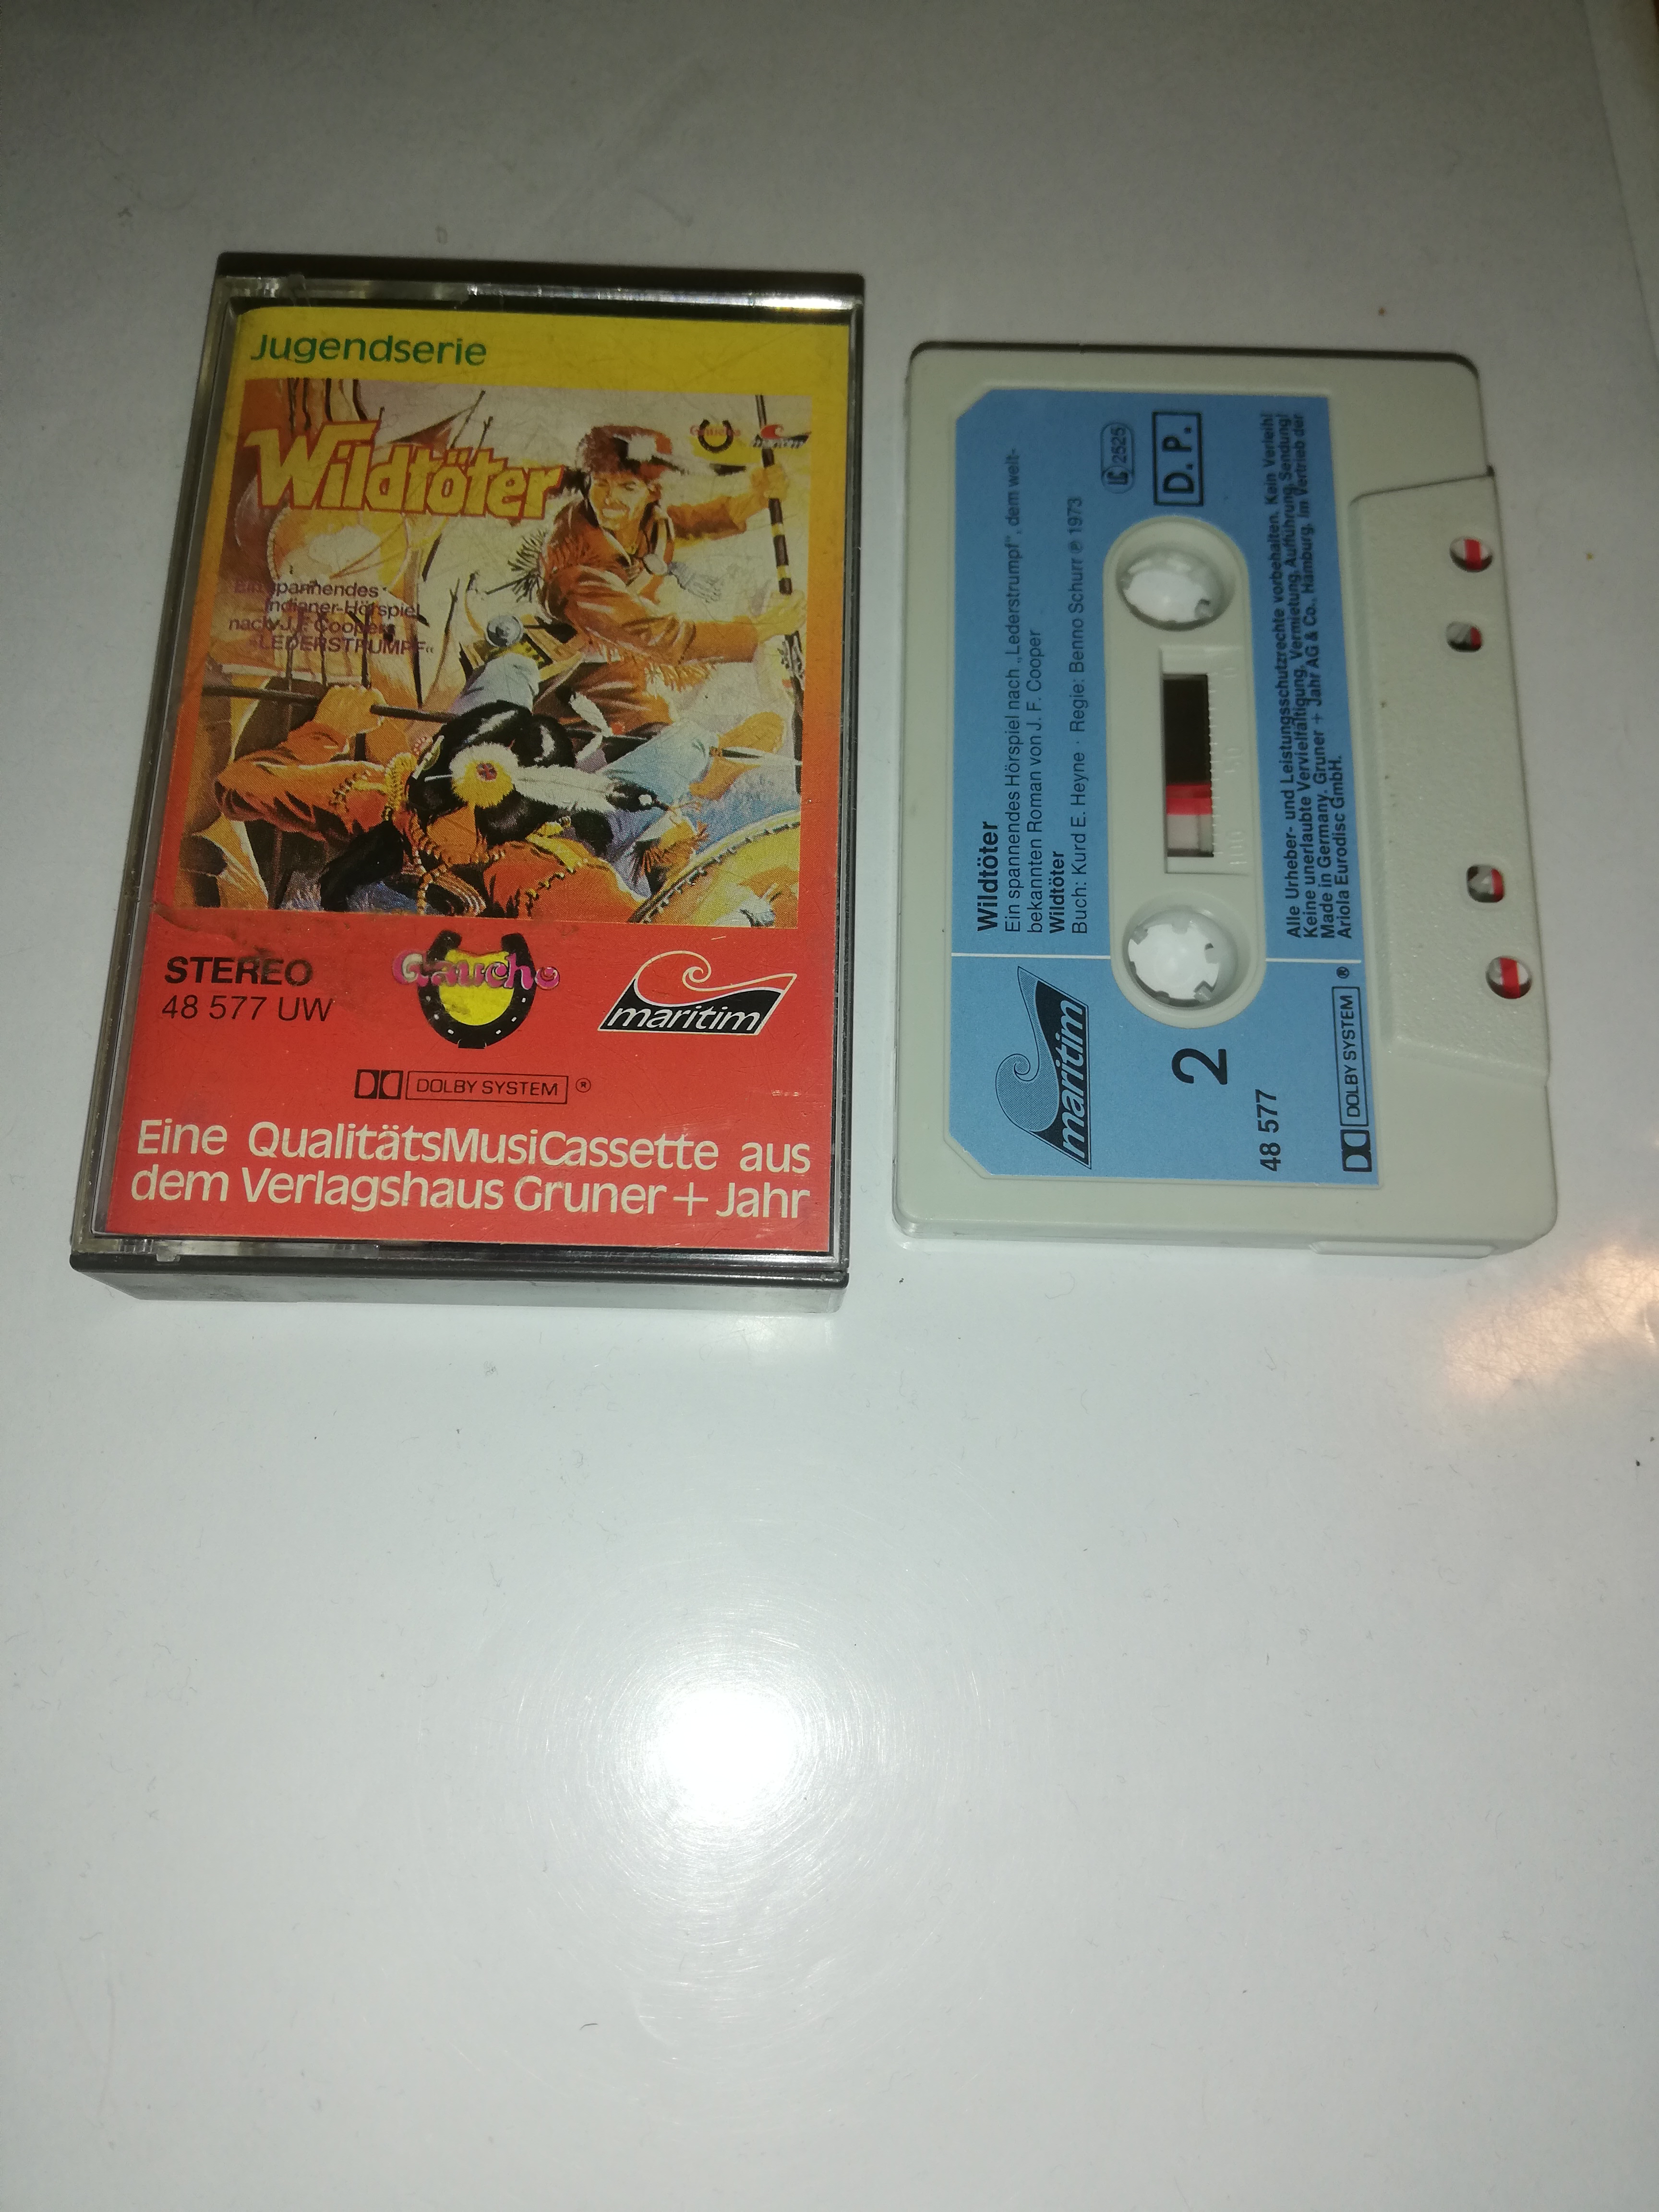 Jugendserie
Wildtöter
Gaucho
maritim
Ein spannendes
Indianer-Hörspiel
nach J.F. Coopers
»LEDERSTRUMPF«
STEREO
48 577 UW
Gaucho
maritim
DOLBY SYSTEM ®
Eine QualitätsMusiCassette aus
dem Verlagshaus Gruner + Jahr
maritim
Wildtöter
Ein spannendes Hörspiel nach „Lederstrumpf", dem welt-
bekannten Roman von J. F. Cooper
Wildtöter
Buch: Kurd E. Heyne · Regie: Benno Schurr ℗ 1973
LC 2525
D. P.
2
48 577
50
100
Alle Urheber- und Leistungsschutzrechte vorbehalten. Kein Verleih!
Keine unerlaubte Vervielfältigung, Vermietung, Aufführung, Sendung!
Made in Germany. Gruner + Jahr AG & Co., Hamburg, im Vertrieb der
Ariola Eurodisc GmbH.
DOLBY SYSTEM ®